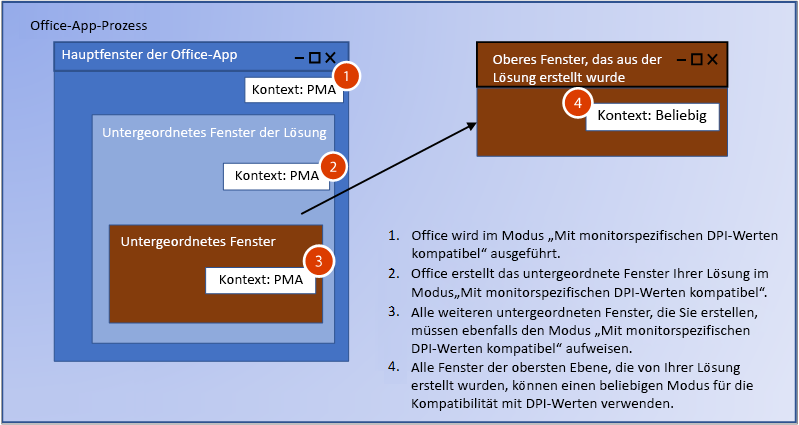 Office-App-Prozess
Hauptfenster der Office-App
Kontext: PMA
1
Untergeordnetes Fenster der Lösung
Kontext: PMA
2
Untergeordnetes Fenster
Kontext: PMA
3
Oberes Fenster, das aus der
Lösung erstellt wurde
4
Kontext: Beliebig
1. Office wird im Modus „Mit monitorspezifischen DPI-Werten
kompatibel“ ausgeführt.
2. Office erstellt das untergeordnete Fenster Ihrer Lösung im
Modus„Mit monitorspezifischen DPI-Werten kompatibel“.
3. Alle weiteren untergeordneten Fenster, die Sie erstellen,
müssen ebenfalls den Modus „Mit monitorspezifischen
DPI-Werten kompatibel“ aufweisen.
4. Alle Fenster der obersten Ebene, die von Ihrer Lösung
erstellt wurden, können einen beliebigen Modus für die
Kompatibilität mit DPI-Werten verwenden.